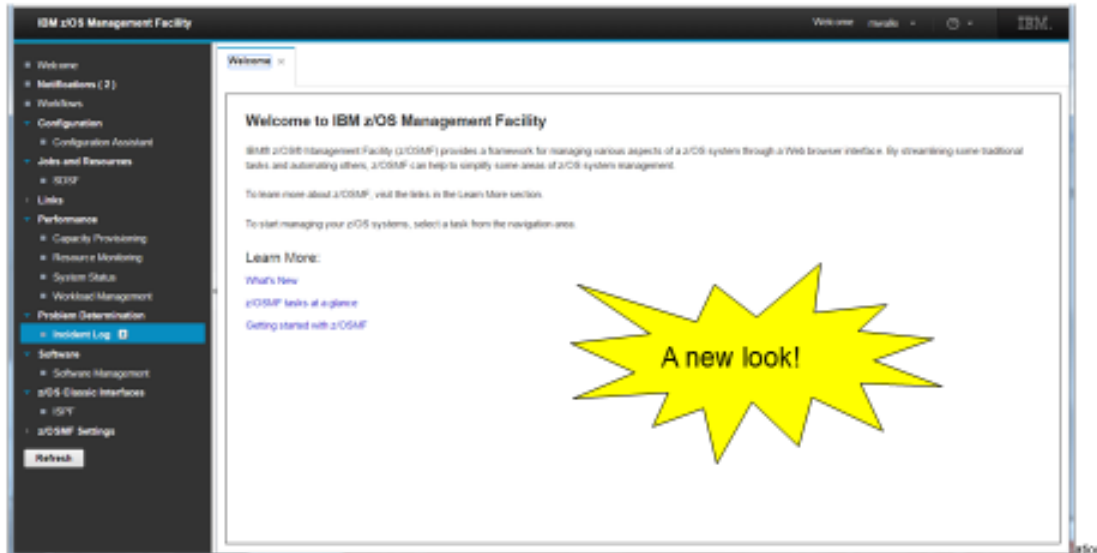 IBM z/OS Management Facility
Welcome
IBM.
Welcome
Notifications ( 2 )
Workflows
Configuration
Configuration Assistant
Jobs and Resources
SDSF
Links
Performance
Capacity Provisioning
Resource Monitoring
System Status
Workload Management
Problem Determination
Incident Log
Software
Software Management
z/OS Classic Interfaces
ISPF
z/OSMF Settings
Refresh
Welcome
Welcome to IBM z/OS Management Facility
IBM® z/OS® Management Facility (z/OSMF) provides a framework for managing various aspects of a z/OS system through a Web browser interface. By streamlining some traditional
tasks and automating others, z/OSMF can help to simplify some areas of z/OS system management.
To learn more about z/OSMF, visit the links in the Learn More section.
To start managing your z/OS systems, select a task from the navigation area.
Learn More:
What's New
z/OSMF tasks at a glance
Getting started with z/OSMF
A new look!